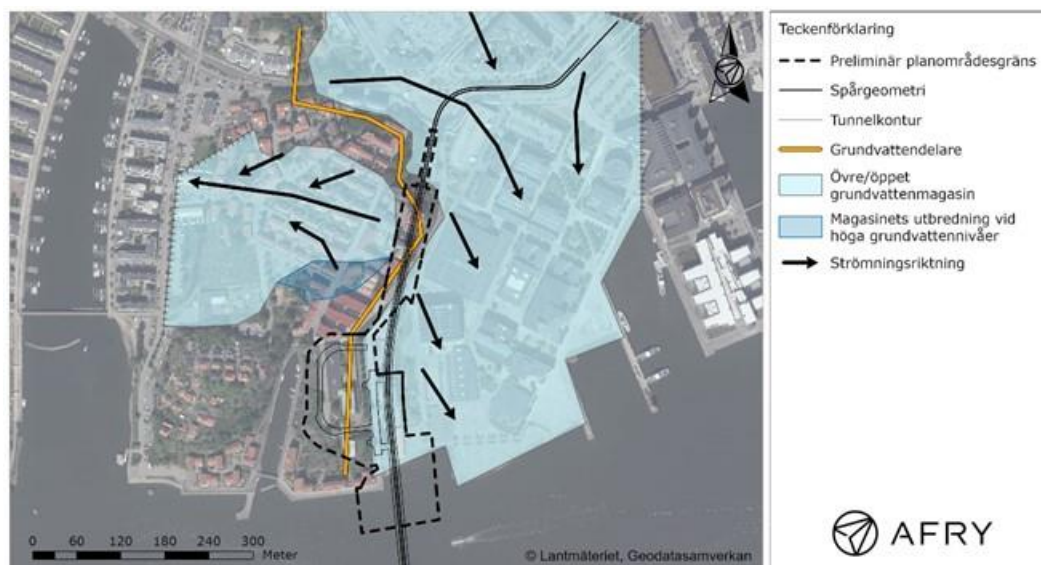 Teckenförklaring
Preliminär planområdesgräns
Spårgeometri
Tunnelkontur
Grundvattendelare
Övre/öppet
grundvattenmagasin
Magasinets utbredning vid
höga grundvattennivåer
Strömningsriktning
0 60 120 180 240 300
Meter
© Lantmäteriet, Geodatasamverkan
AFRY